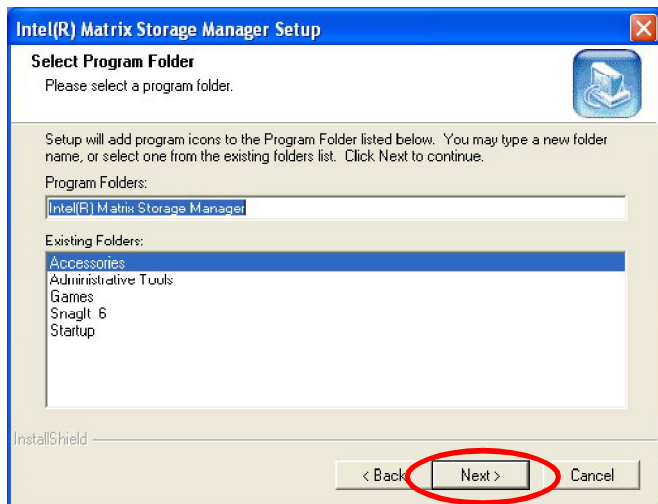 Intel(R) Matrix Storage Manager Setup
Select Program Folder
Please select a program folder.
Setup will add program icons to the Program Folder listed below.  You may type a new folder
name, or select one from the existing folders list.  Click Next to continue.
Program Folders:
Intel(R) Matrix Storage Manager
Existing Folders:
Accessories
Administrative Tools
Games
SnagIt 6
Startup
InstallShield
< Back
Next >
Cancel